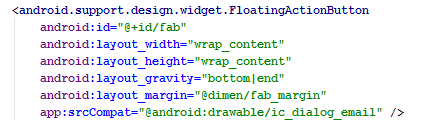 <android.support.design.widget.FloatingActionButton
android:id="@+id/fab"
android:layout_width="wrap_content"
android:layout_height="wrap_content"
android:layout_gravity="bottom|end"
android:layout_margin="@dimen/fab_margin"
app:srcCompat="@android:drawable/ic_dialog_email" />